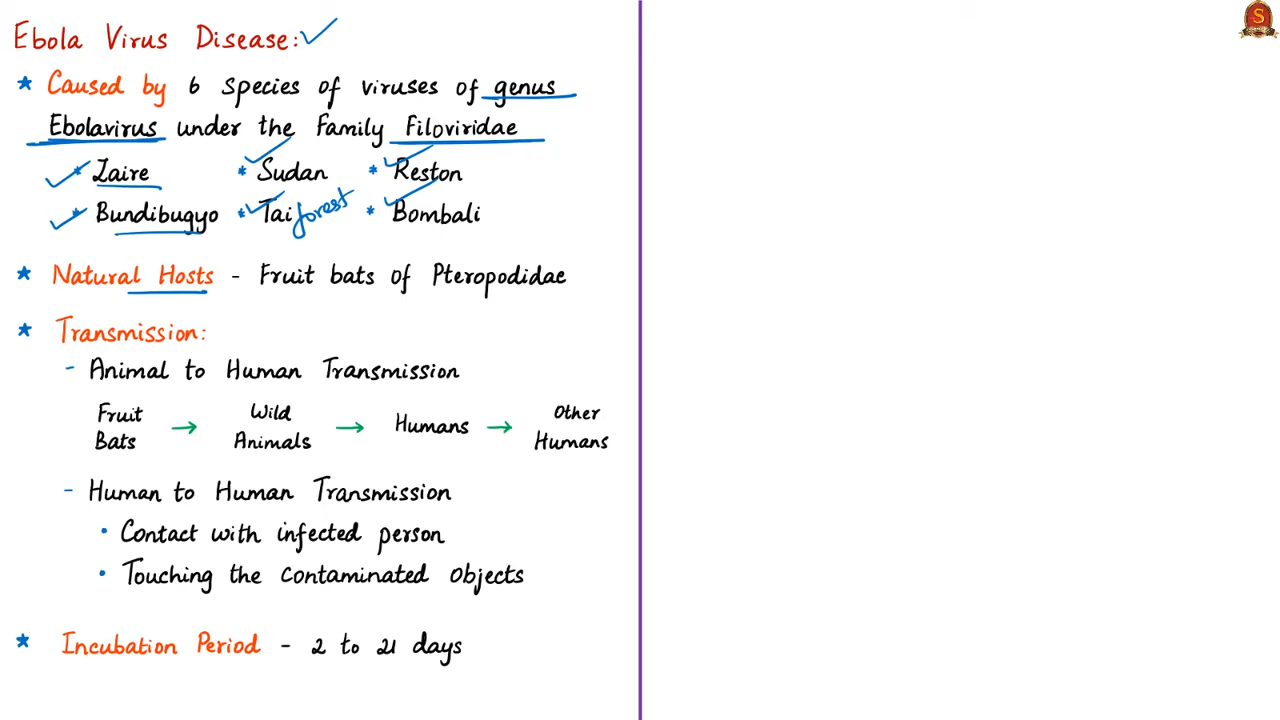 Ebola Virus Disease:
* Caused by 6 Species of viruses of genus
Ebolavirus under the Family Filoviridae
* Zaire * Sudan * Reston
* Bundibugyo * Tai forest * Bombali
* Natural Hosts - Fruit bats of Pteropodidae
* Transmission:
- Animal to Human Transmission
Fruit Bats → Wild Animals → Humans → Other Humans
- Human to Human Transmission
• Contact with infected person
• Touching the contaminated objects
* Incubation Period - 2 to 21 days
S